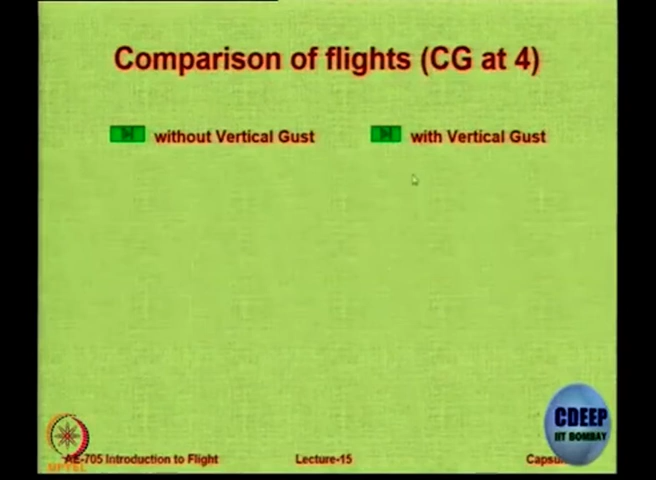 Comparison of flights (CG at 4)
without Vertical Gust
with Vertical Gust
CDEEP
IIT BOMBAY
NPTEL
AE-705 Introduction to Flight
Lecture-15